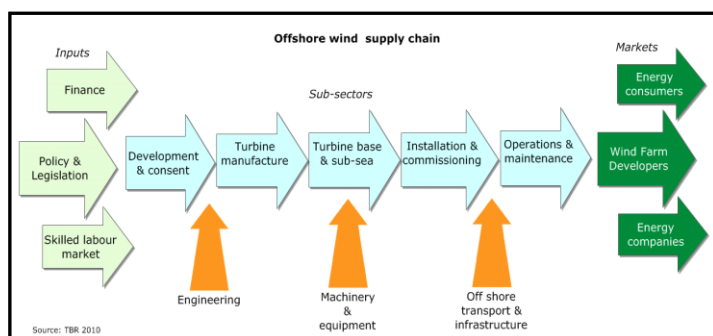 Offshore wind supply chain
Inputs
Markets
Finance
Energy
consumers
Sub-sectors
Policy &
Legislation
Development
& consent
Turbine
manufacture
Turbine base
& sub-sea
Installation &
commissioning
Operations &
maintenance
Wind Farm
Developers
Skilled labour
market
Energy
companies
Engineering
Machinery
&
equipment
Off shore
transport &
infrastructure
Source: TBR 2010